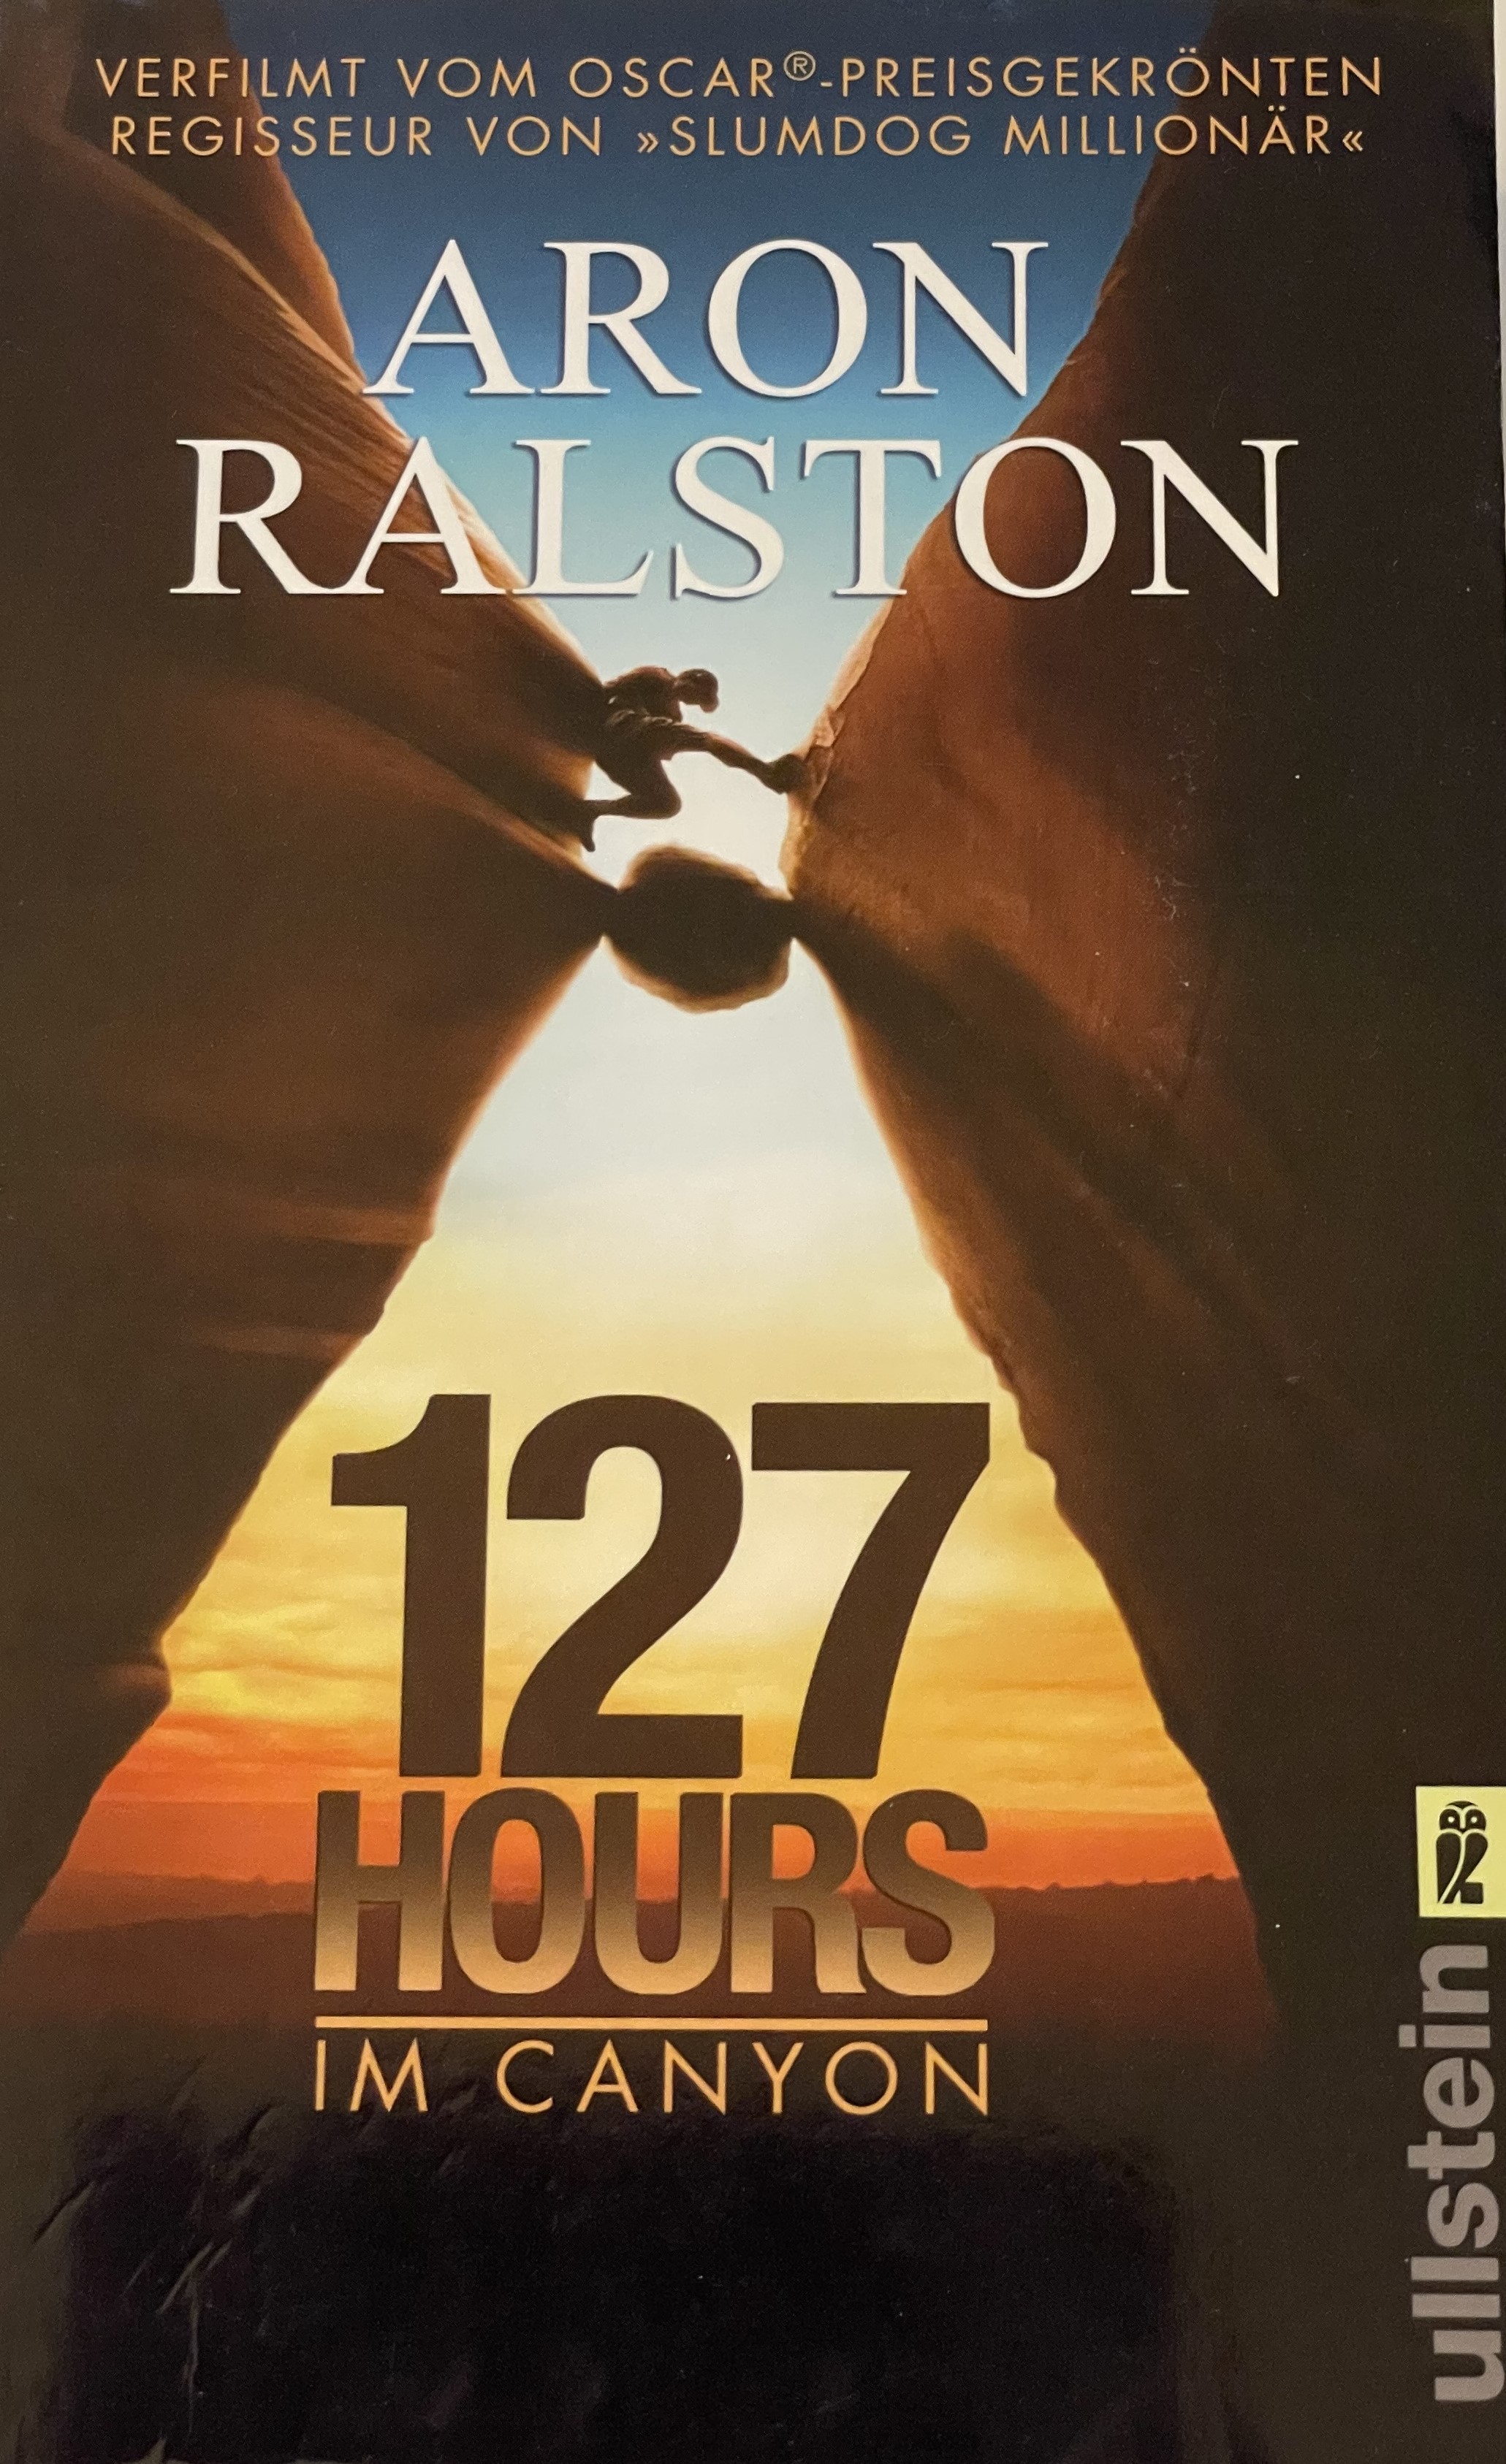 VERFILMT VOM OSCAR®-PREISGEKRÖNTEN
REGISSEUR VON »SLUMDOG MILLIONÄR«
ARON
RALSTON
127
HOURS
IM CANYON
ullstein